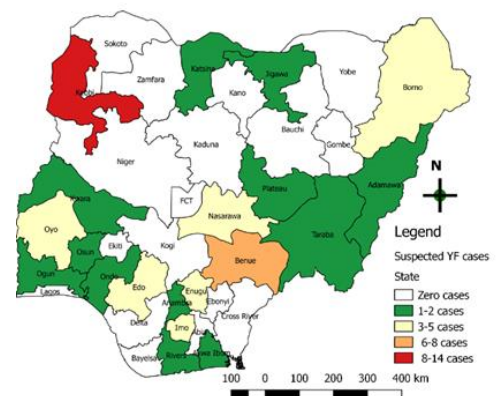 Sokoto
Katsina
Jigawa
Yobe
Borno
Zamfara
Kebbi
Kano
Bauchi
Gombe
Kaduna
Niger
Adamawa
Plateau
FCT
Nasarawa
Taraba
Kwara
Oyo
Kogi
Benue
Ekiti
Osun
Ogun
Ondo
Lagos
Edo
Enugu
Anambra
Ebonyi
Cross River
Delta
Imo
Abia
Bayelsa
Rivers
Akwa Ibom
N
Legend
Suspected YF cases
State
Zero cases
1-2 cases
3-5 cases
6-8 cases
8-14 cases
100 0 100 200 300 400 km